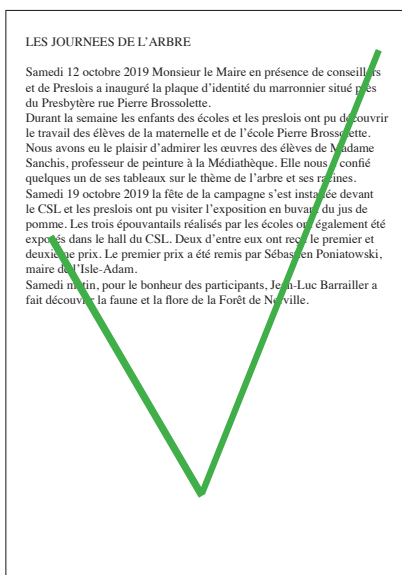 LES JOURNEES DE L'ARBRE
Samedi 12 octobre 2019 Monsieur le Maire en présence de conseillers
et de Preslois a inauguré la plaque d'identité du marronnier situé près
du Presbytère rue Pierre Brossolette.
Durant la semaine les enfants des écoles et les preslois ont pu découvrir
le travail des élèves de la maternelle et de l'école Pierre Brossolette.
Nous avons eu le plaisir d'admirer les œuvres des élèves de Madame
Sanchis, professeur de peinture à la Médiathèque. Elle nous a confié
quelques un de ses tableaux sur le thème de l'arbre et ses racines.
Samedi 19 octobre 2019 la fête de la campagne s'est installée devant
le CSL et les preslois ont pu visiter l'exposition en buvant du jus de
pomme. Les trois épouvantails réalisés par les écoles ont également été
exposés dans le hall du CSL. Deux d'entre eux ont reçu le premier et
deuxième prix. Le premier prix a été remis par Sébastien Poniatowski,
maire de l'Isle-Adam.
Samedi matin, pour le bonheur des participants, Jean-Luc Barrailler a
fait découvrir la faune et la flore de la Forêt de Nerville.